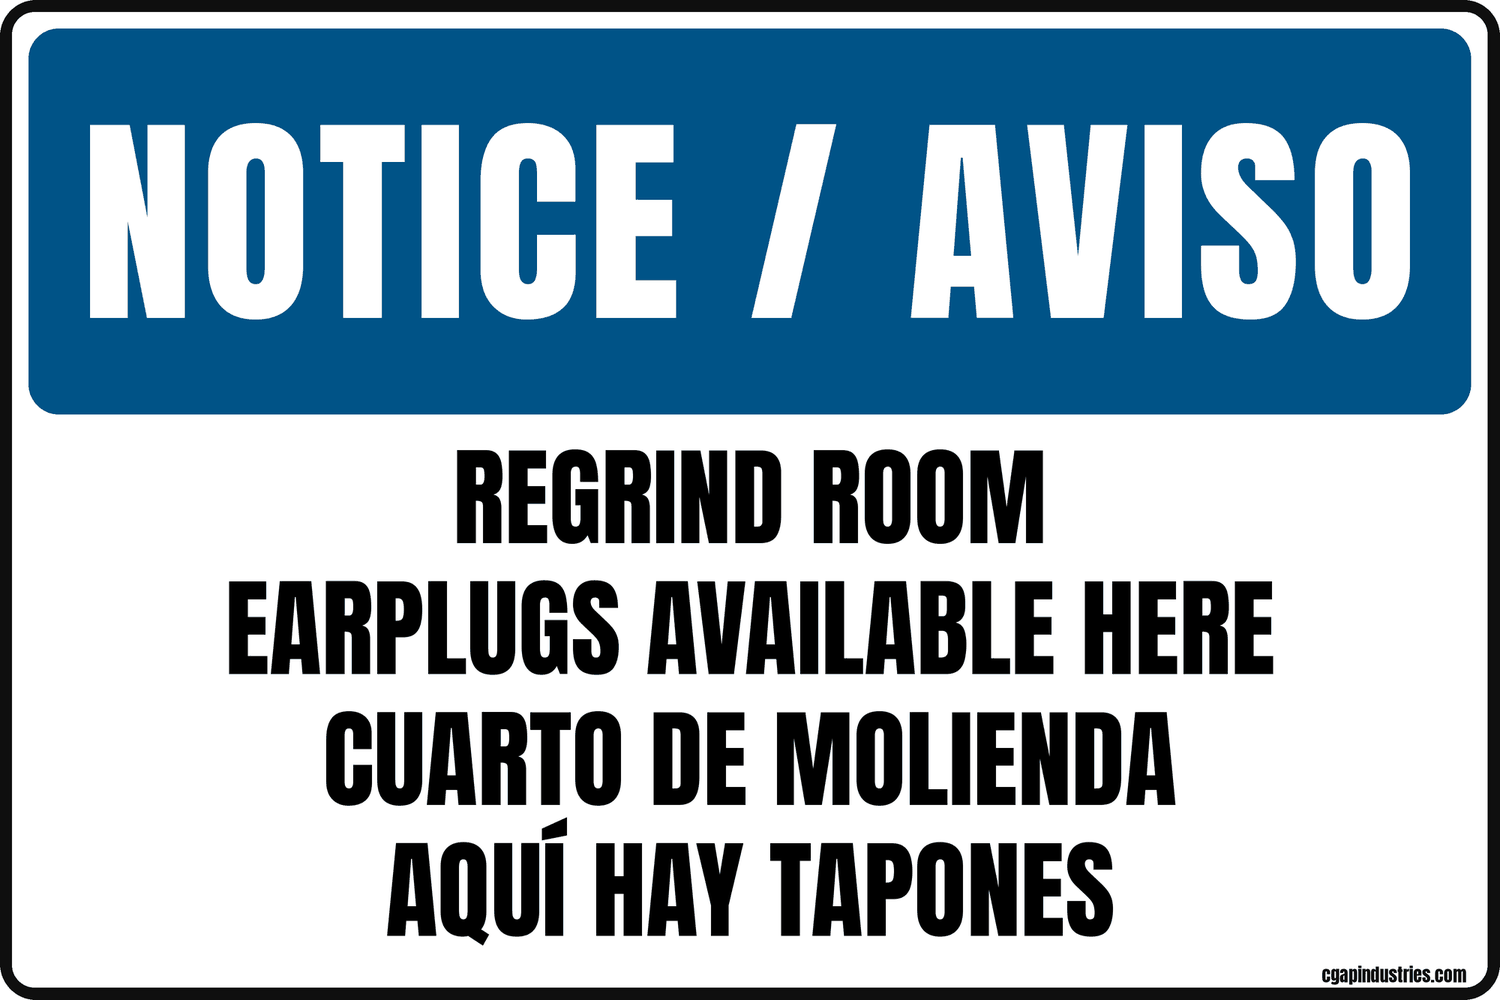 NOTICE / AVISO
REGRIND ROOM
EARPLUGS AVAILABLE HERE
CUARTO DE MOLIENDA
AQUÍ HAY TAPONES
cgapindustries.com